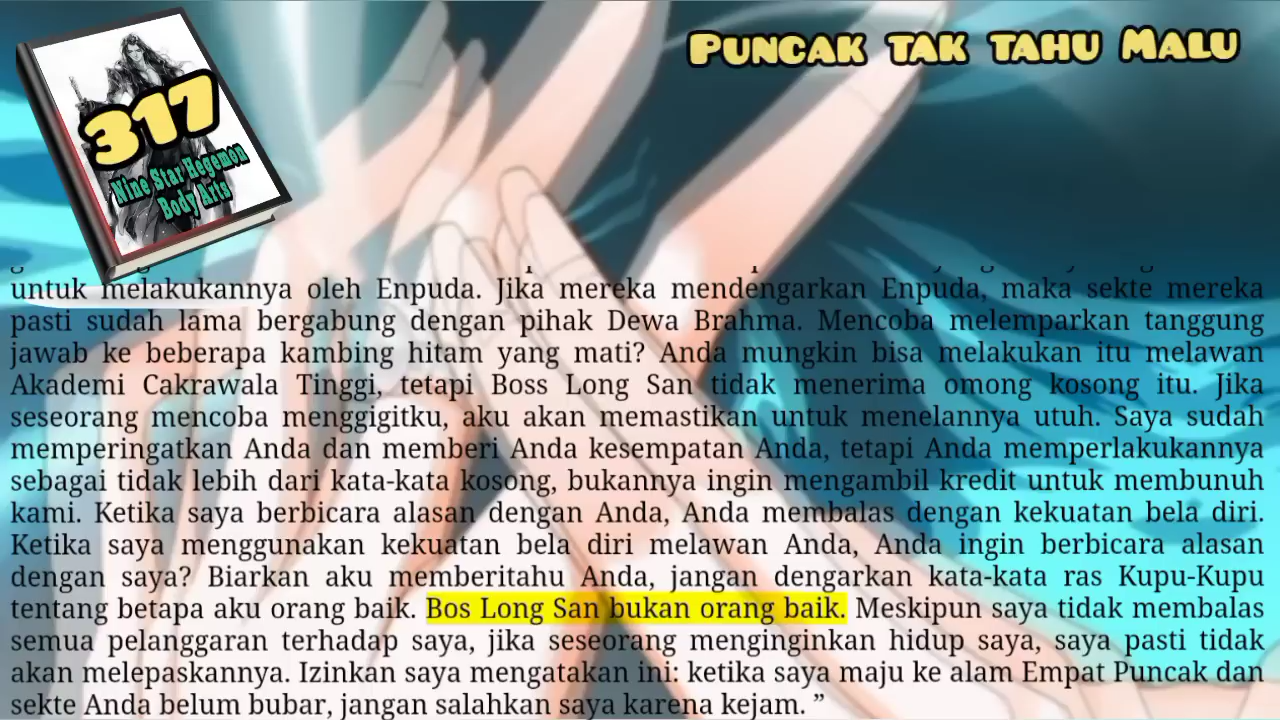 PUNCAK TAK TAHU MALU
317
Nine Star Hegemon
Body Arts
untuk melakukannya oleh Enpuda. Jika mereka mendengarkan Enpuda, maka sekte mereka
pasti sudah lama bergabung dengan pihak Dewa Brahma. Mencoba melemparkan tanggung
jawab ke beberapa kambing hitam yang mati? Anda mungkin bisa melakukan itu melawan
Akademi Cakrawala Tinggi, tetapi Boss Long San tidak menerima omong kosong itu. Jika
seseorang mencoba menggigitku, aku akan memastikan untuk menelannya utuh. Saya sudah
memperingatkan Anda dan memberi Anda kesempatan Anda, tetapi Anda memperlakukannya
sebagai tidak lebih dari kata-kata kosong, bukannya ingin mengambil kredit untuk membunuh
kami. Ketika saya berbicara alasan dengan Anda, Anda membalas dengan kekuatan bela diri.
Ketika saya menggunakan kekuatan bela diri melawan Anda, Anda ingin berbicara alasan
dengan saya? Biarkan aku memberitahu Anda, jangan dengarkan kata-kata ras Kupu-Kupu
tentang betapa aku orang baik. Bos Long San bukan orang baik. Meskipun saya tidak membalas
semua pelanggaran terhadap saya, jika seseorang menginginkan hidup saya, saya pasti tidak
akan melepaskannya. Izinkan saya mengatakan ini: ketika saya maju ke alam Empat Puncak dan
sekte Anda belum bubar, jangan salahkan saya karena kejam. ”